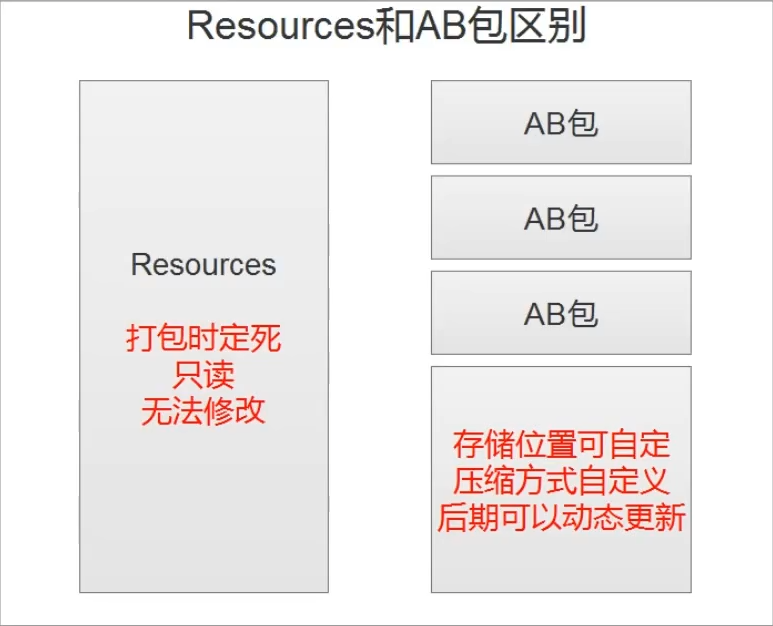 Resources和AB包区别
Resources
打包时定死
只读
无法修改
AB包
AB包
AB包
存储位置可自定
压缩方式自定义
后期可以动态更新